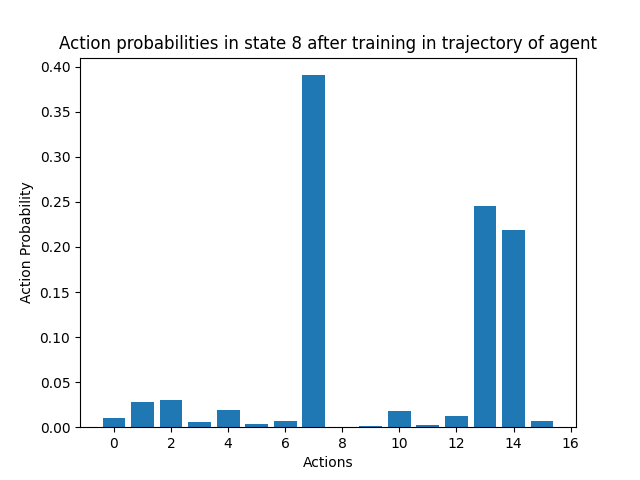 Action probabilities in state 8 after training in trajectory of agent
0.40
0.35
0.30
0.25
0.20
0.15
0.10
0.05
0.00
Action Probability
0 2 4 6 8 10 12 14 16
Actions